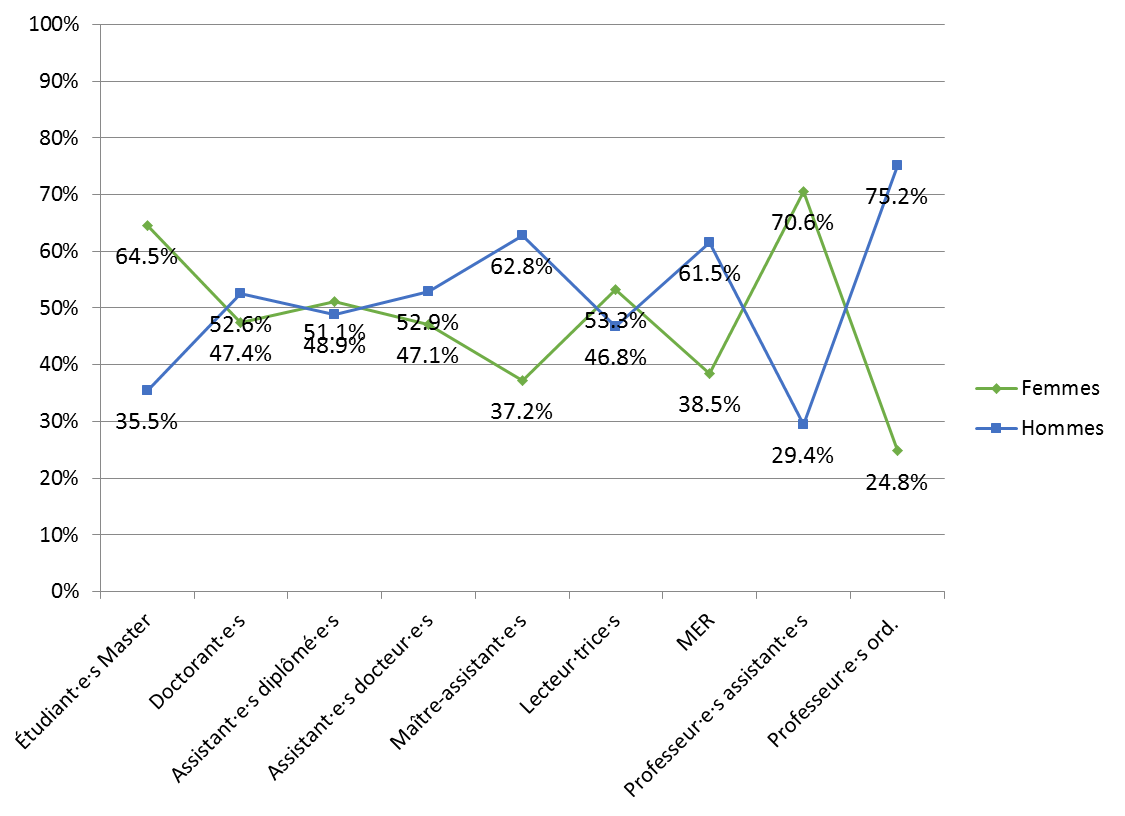 100%
90%
80%
70%
60%
50%
40%
30%
20%
10%
0%
64.5%
35.5%
52.6%
47.4%
51.1%
48.9%
52.9%
47.1%
62.8%
37.2%
53.3%
46.8%
61.5%
38.5%
70.6%
29.4%
75.2%
24.8%
Étudiant·e·s Master
Doctorant·e·s
Assistant·e·s diplômé·e·s
Assistant·e·s docteur·e·s
Maître-assistant·e·s
Lecteur·trice·s
MER
Professeur·e·s assistant·e·s
Professeur·e·s ord.
Femmes
Hommes